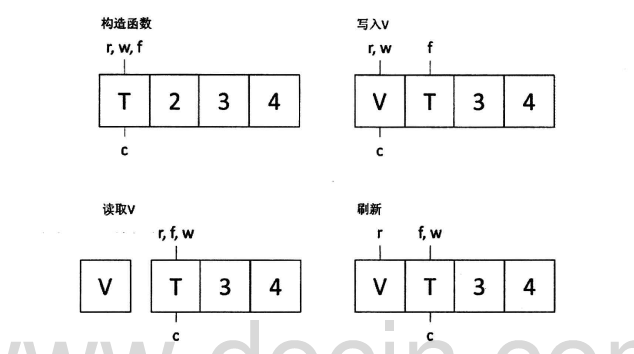 构造函数
r, w, f
T 2 3 4
c
写入V
r, w f
V T 3 4
c
读取V
r, f, w
V T 3 4
c
刷新
r f, w
V T 3 4
c
www.docin.com